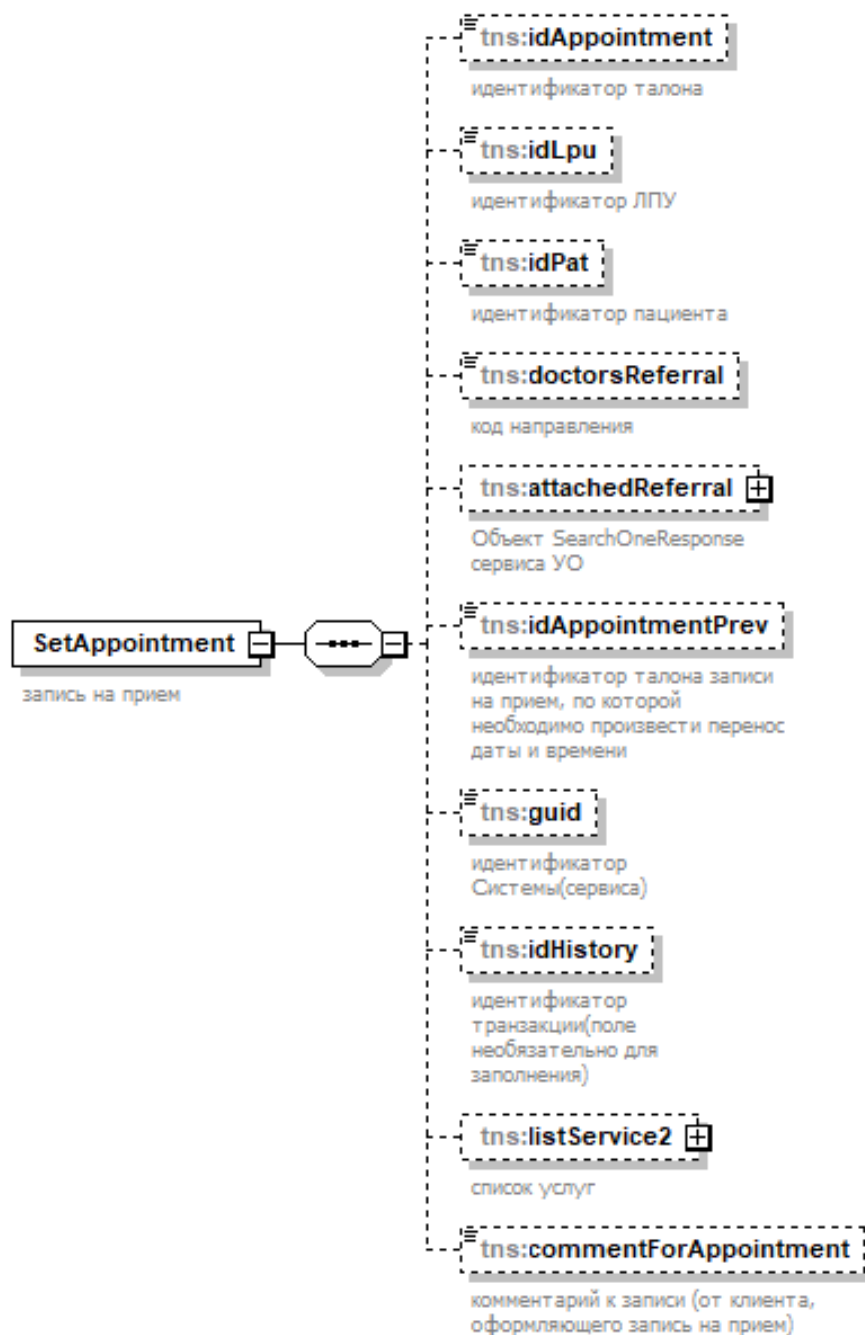 tns:idAppointment
идентификатор талона
tns:idLpu
идентификатор ЛПУ
tns:idPat
идентификатор пациента
tns:doctorsReferral
код направления
tns:attachedReferral
Объект SearchOneResponse
сервиса УО
SetAppointment
запись на прием
tns:idAppointmentPrev
идентификатор талона записи
на прием, по которой
необходимо произвести перенос
даты и времени
tns:guid
идентификатор
Системы(сервиса)
tns:idHistory
идентификатор
транзакции(поле
необязательно для
заполнения)
tns:listService2
список услуг
tns:commentForAppointment
комментарий к записи (от клиента,
оформляющего запись на прием)